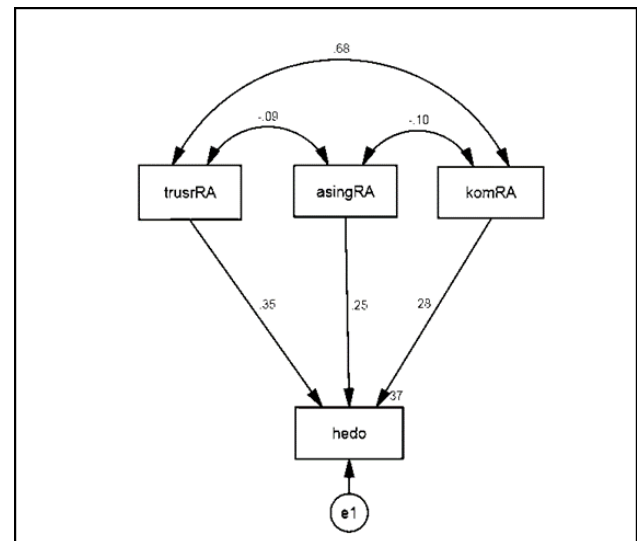 .68
-.09
-.10
trusrRA
asingRA
komRA
.35
.25
28
37
hedo
e1